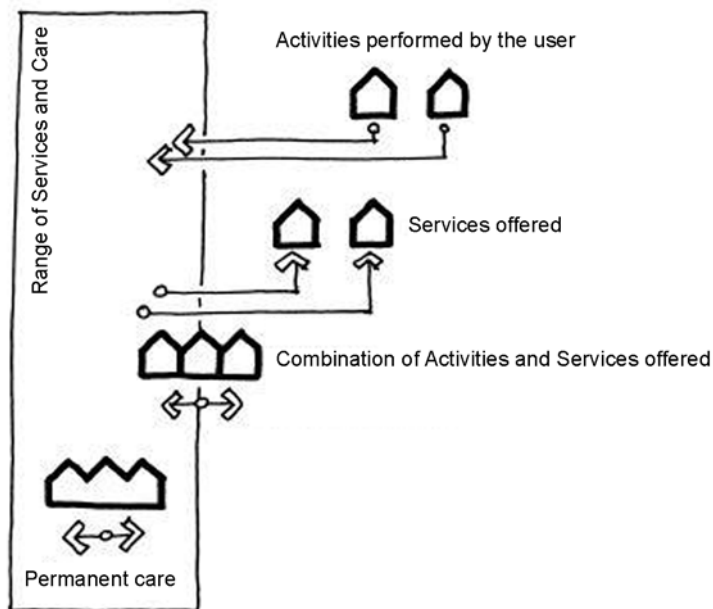 Activities performed by the user
Range of Services and Care
Services offered
Combination of Activities and Services offered
Permanent care